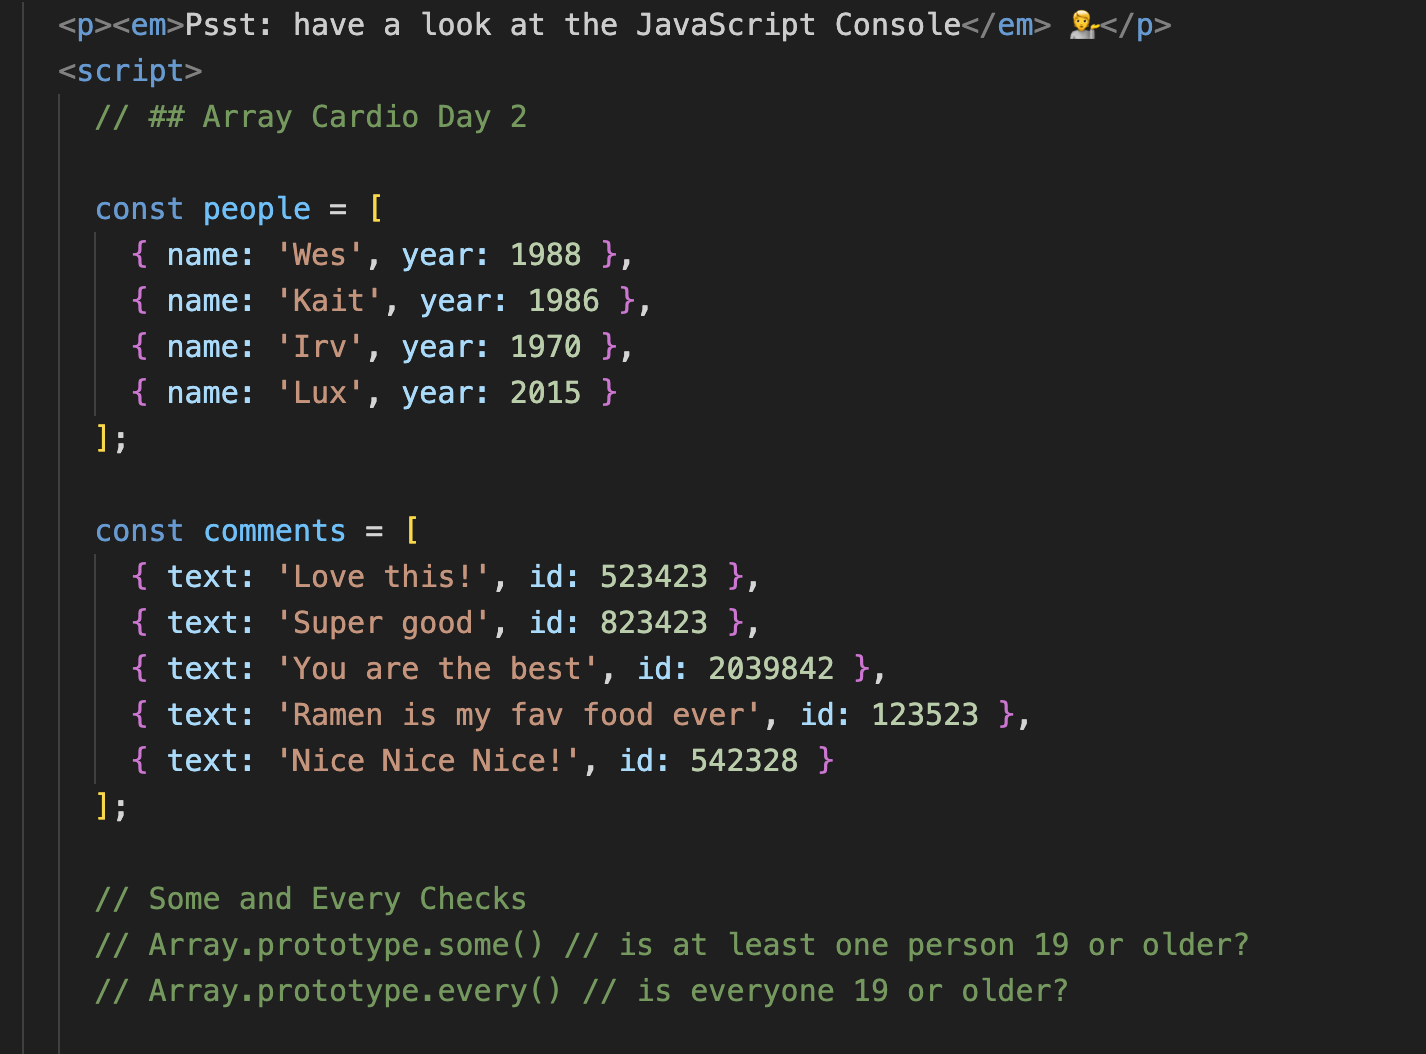 <p><em>Psst: have a look at the JavaScript Console</em> 💁‍♂️</p>
<script>
// ## Array Cardio Day 2
const people = [
{ name: 'Wes', year: 1988 },
{ name: 'Kait', year: 1986 },
{ name: 'Irv', year: 1970 },
{ name: 'Lux', year: 2015 }
];
const comments = [
{ text: 'Love this!', id: 523423 },
{ text: 'Super good', id: 823423 },
{ text: 'You are the best', id: 2039842 },
{ text: 'Ramen is my fav food ever', id: 123523 },
{ text: 'Nice Nice Nice!', id: 542328 }
];
// Some and Every Checks
// Array.prototype.some() // is at least one person 19 or older?
// Array.prototype.every() // is everyone 19 or older?